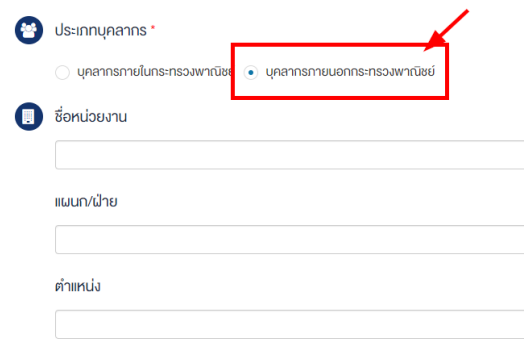 ประเภทบุคลากร *
บุคลากรภายในกระทรวงพาณิชย์ บุคลากรภายนอกกระทรวงพาณิชย์
ชื่อหน่วยงาน
แผนก/ฝ่าย
ตำแหน่ง